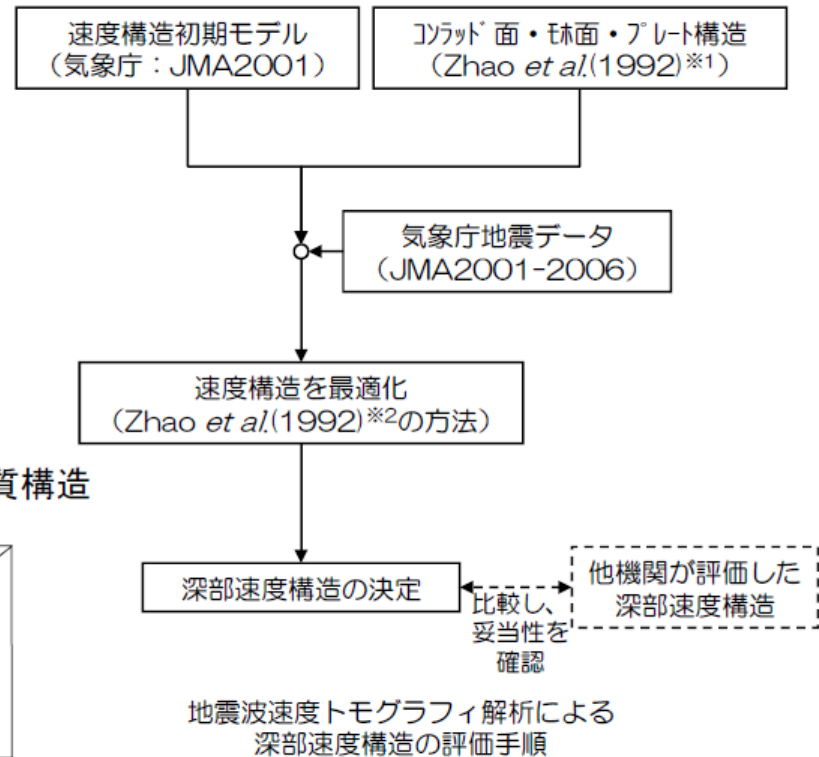 速度構造初期モデル
(気象庁:JMA2001)
コンラッド面・モホ面・プレート構造
(Zhao et al.(1992)※1)
気象庁地震データ
(JMA2001-2006)
速度構造を最適化
(Zhao et al.(1992)※2の方法)
質構造
深部速度構造の決定
比較し、
妥当性を
確認
他機関が評価した
深部速度構造
地震波速度トモグラフィ解析による
深部速度構造の評価手順